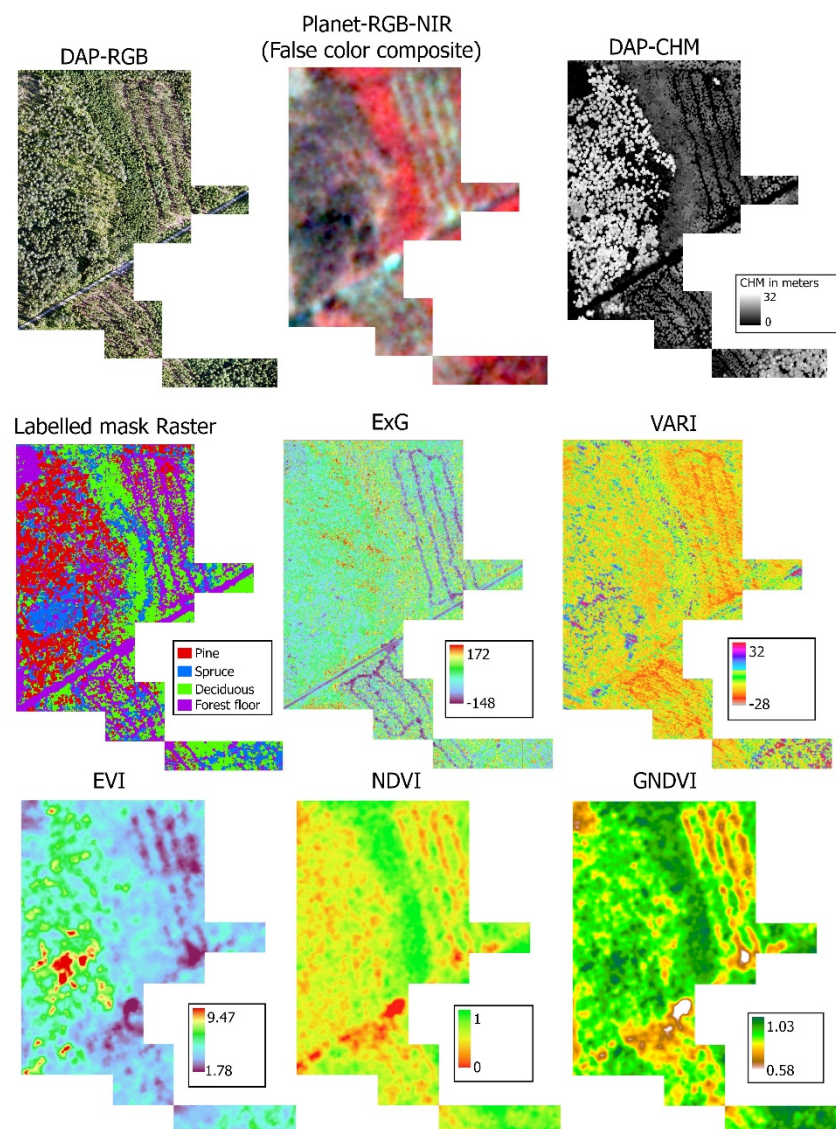 DAP-RGB
Planet-RGB-NIR
(False color composite)
DAP-CHM
CHM in meters
32
0
Labelled mask Raster
ExG
VARI
Pine
Spruce
Deciduous
Forest floor
172
-148
32
-28
EVI
NDVI
GNDVI
9.47
1.78
1
0
1.03
0.58